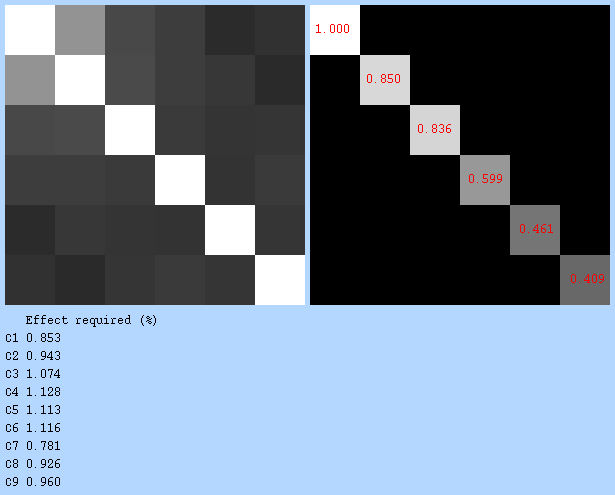 1.000
0.850
0.836
0.599
0.461
0.409
Effect required (%)
C1 0.853
C2 0.943
C3 1.074
C4 1.128
C5 1.113
C6 1.116
C7 0.781
C8 0.926
C9 0.960